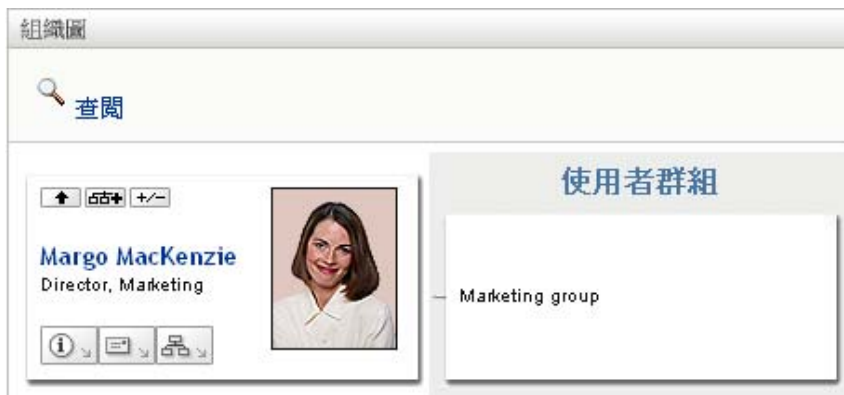 組織圖
查閱
使用者群組
+/-
Margo MacKenzie
Director, Marketing
Marketing group